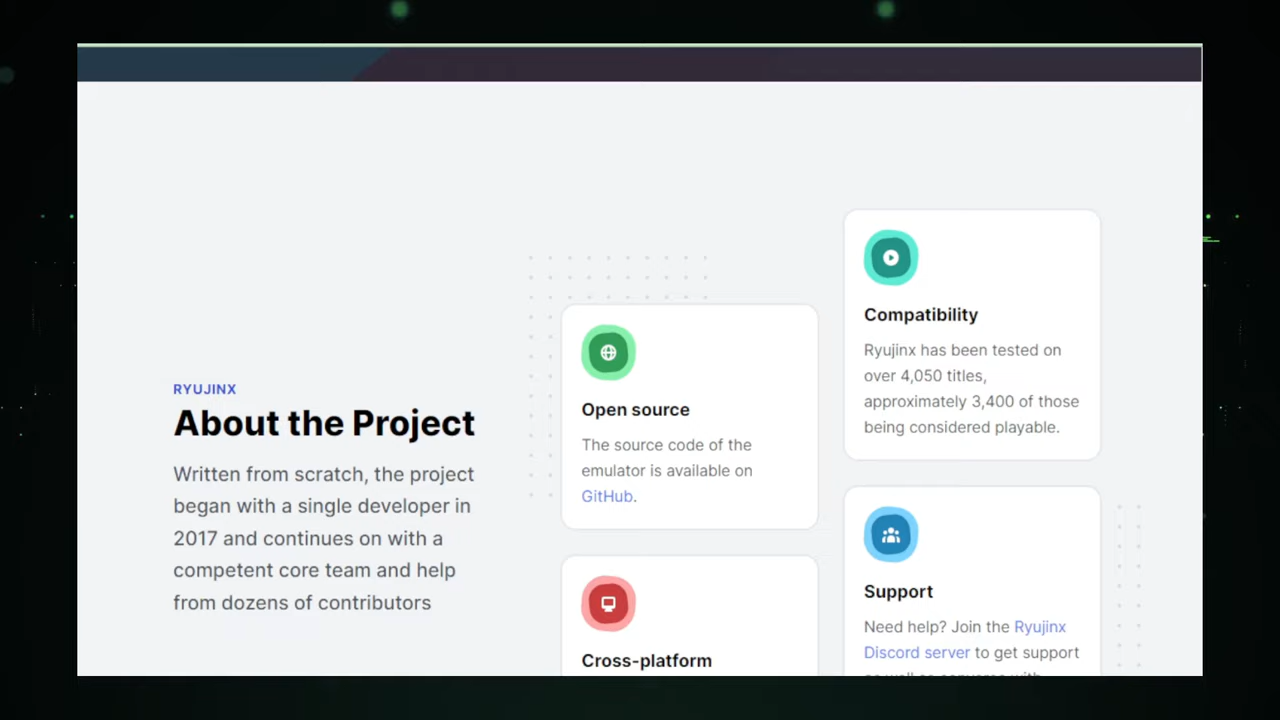 RYUJINX
About the Project
Written from scratch, the project
began with a single developer in
2017 and continues on with a
competent core team and help
from dozens of contributors
Open source
The source code of the
emulator is available on
GitHub.
Cross-platform
Compatibility
Ryujinx has been tested on
over 4,050 titles,
approximately 3,400 of those
being considered playable.
Support
Need help? Join the Ryujinx
Discord server to get support